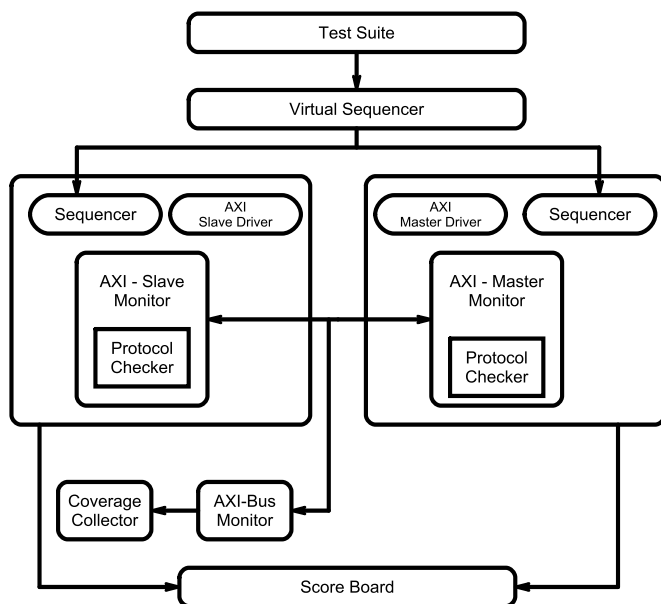 Test Suite
Virtual Sequencer
Sequencer
AXI
Slave Driver
AXI
Master Driver
Sequencer
AXI - Slave
Monitor
Protocol
Checker
AXI - Master
Monitor
Protocol
Checker
Coverage
Collector
AXI-Bus
Monitor
Score Board